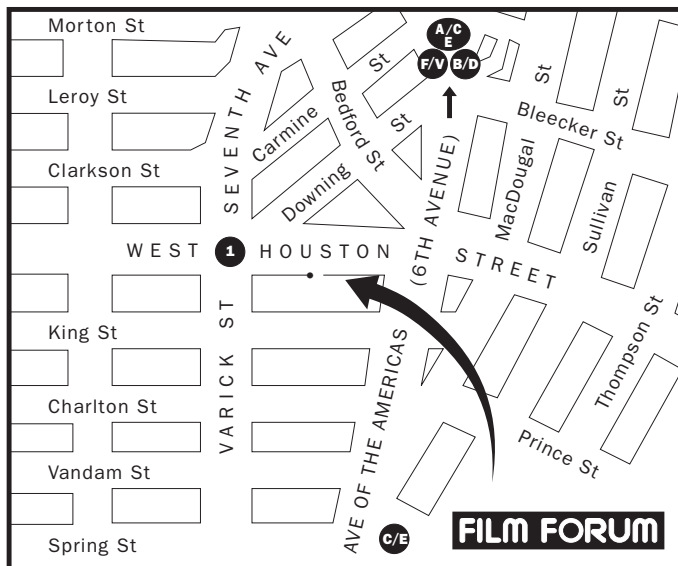 Morton St
Leroy St
Clarkson St
SEVENTH AVE
Carmine St
Bedford St
Downing St
A/C
E
F/V
B/D
(6TH AVENUE)
MacDougal St
Bleecker St
Sullivan St
WEST 1 HOUSTON STREET
VARICK ST
King St
Charlton St
Vandam St
Spring St
AVE OF THE AMERICAS
C/E
Thompson St
Prince St
FILM FORUM